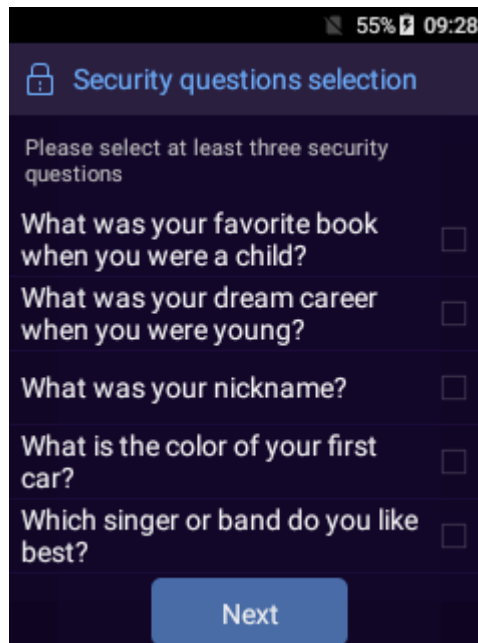 55% 09:28
Security questions selection
Please select at least three security
questions
What was your favorite book
when you were a child?
What was your dream career
when you were young?
What was your nickname?
What is the color of your first
car?
Which singer or band do you like
best?
Next